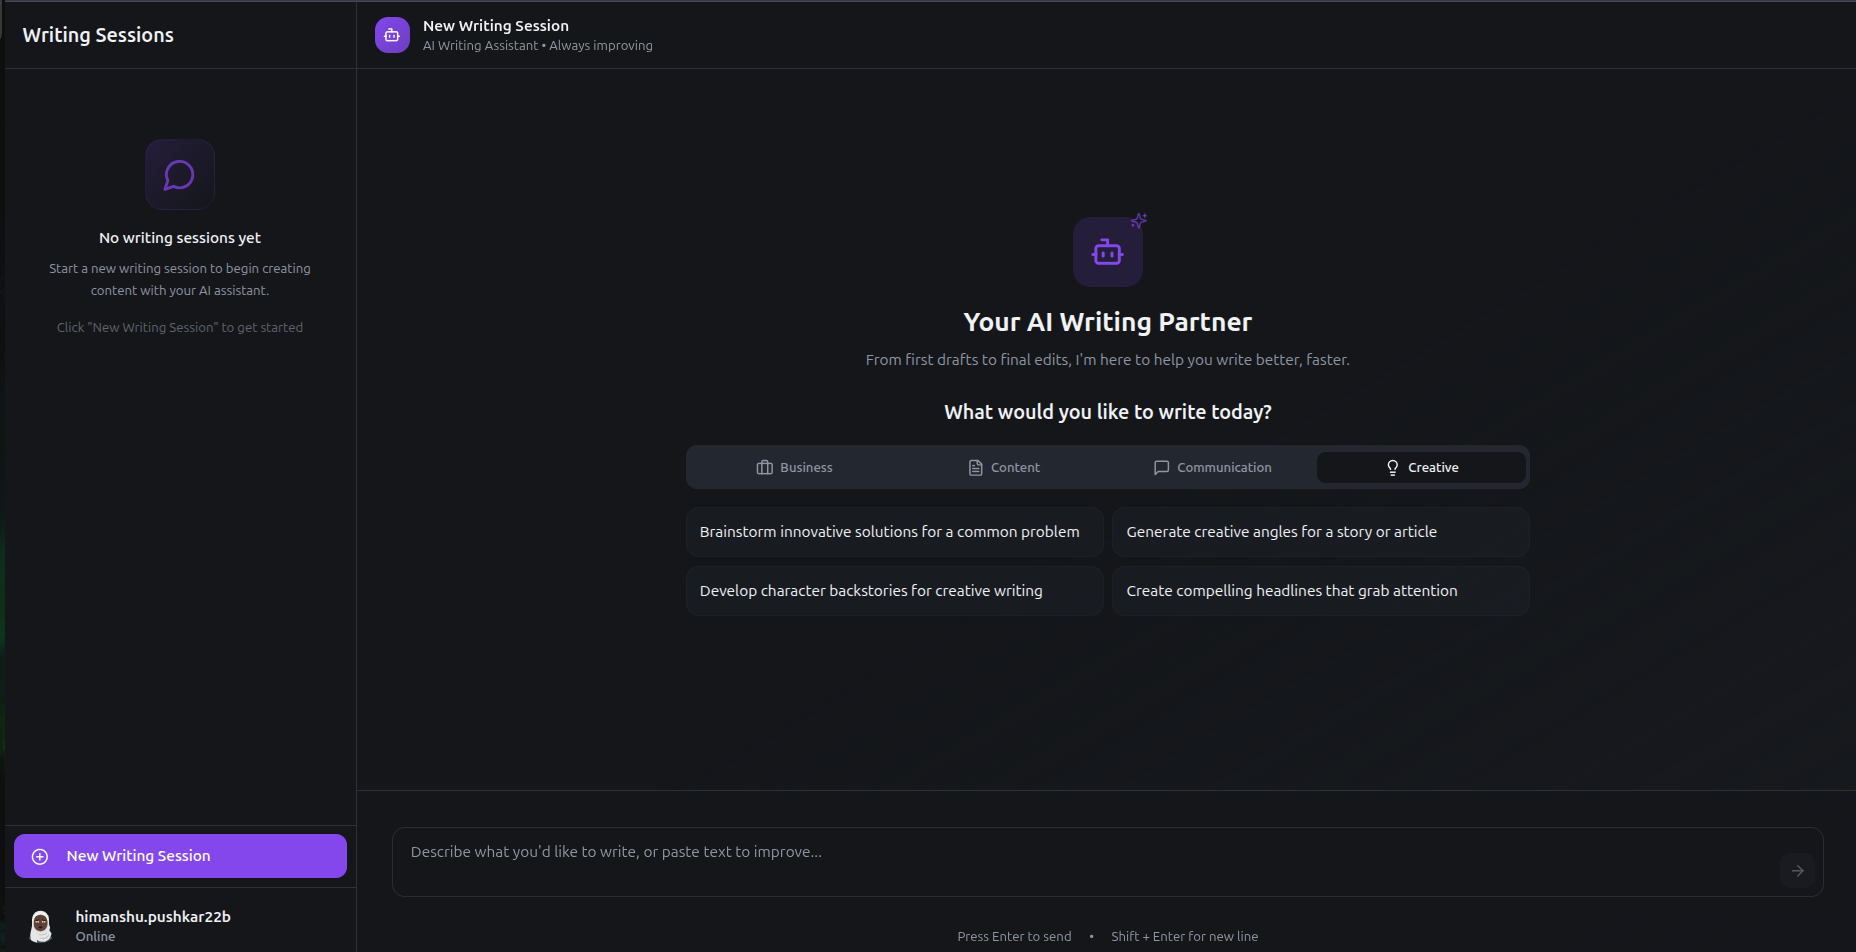 Writing Sessions
New Writing Session
AI Writing Assistant • Always improving
No writing sessions yet
Start a new writing session to begin creating
content with your AI assistant.
Click "New Writing Session" to get started
Your AI Writing Partner
From first drafts to final edits, I'm here to help you write better, faster.
What would you like to write today?
Business
Content
Communication
Creative
Brainstorm innovative solutions for a common problem
Generate creative angles for a story or article
Develop character backstories for creative writing
Create compelling headlines that grab attention
New Writing Session
himanshu.pushkar22b
Online
Describe what you'd like to write, or paste text to improve...
Press Enter to send • Shift + Enter for new line